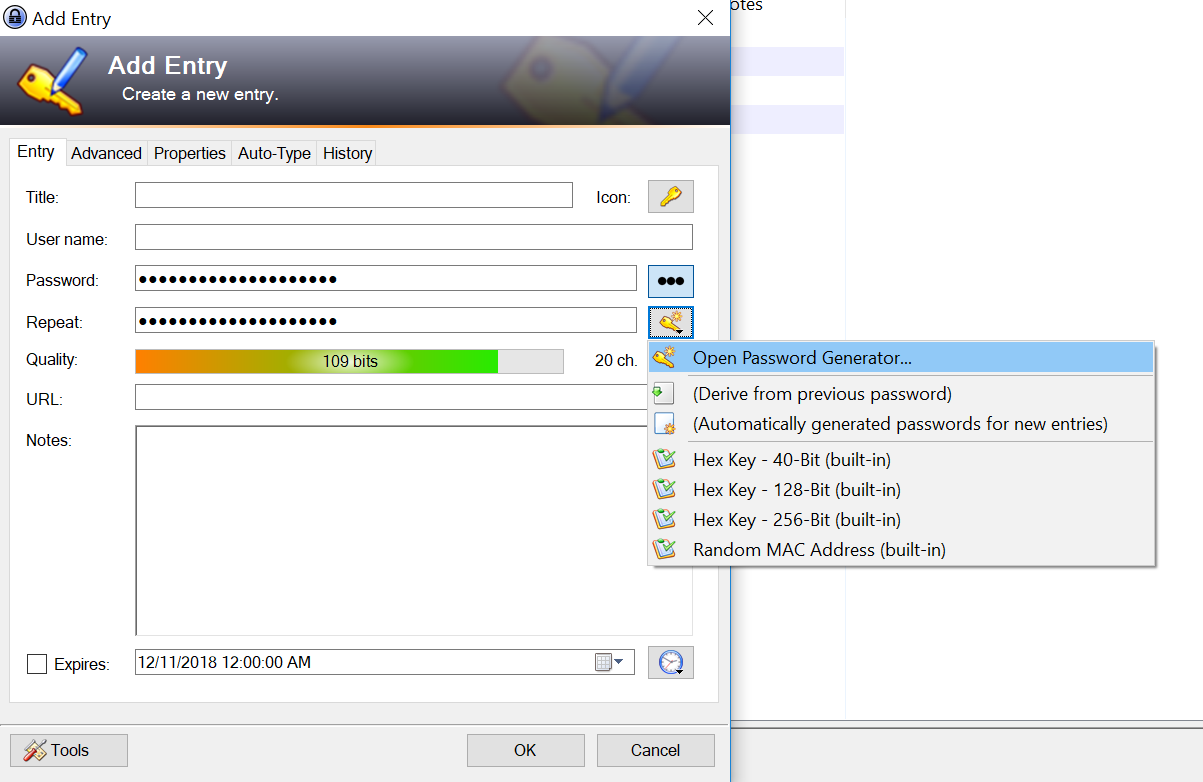 Add Entry
Add Entry
Create a new entry.
Entry Advanced Properties Auto-Type History
Title:
Icon:
User name:
Password: ●●●●●●●●●●●●●●●●●●●●
●●●
Repeat: ●●●●●●●●●●●●●●●●●●●●
Quality: 109 bits 20 ch.
URL:
Notes:
Open Password Generator...
(Derive from previous password)
(Automatically generated passwords for new entries)
Hex Key - 40-Bit (built-in)
Hex Key - 128-Bit (built-in)
Hex Key - 256-Bit (built-in)
Random MAC Address (built-in)
Expires: 12/11/2018 12:00:00 AM
Tools OK Cancel